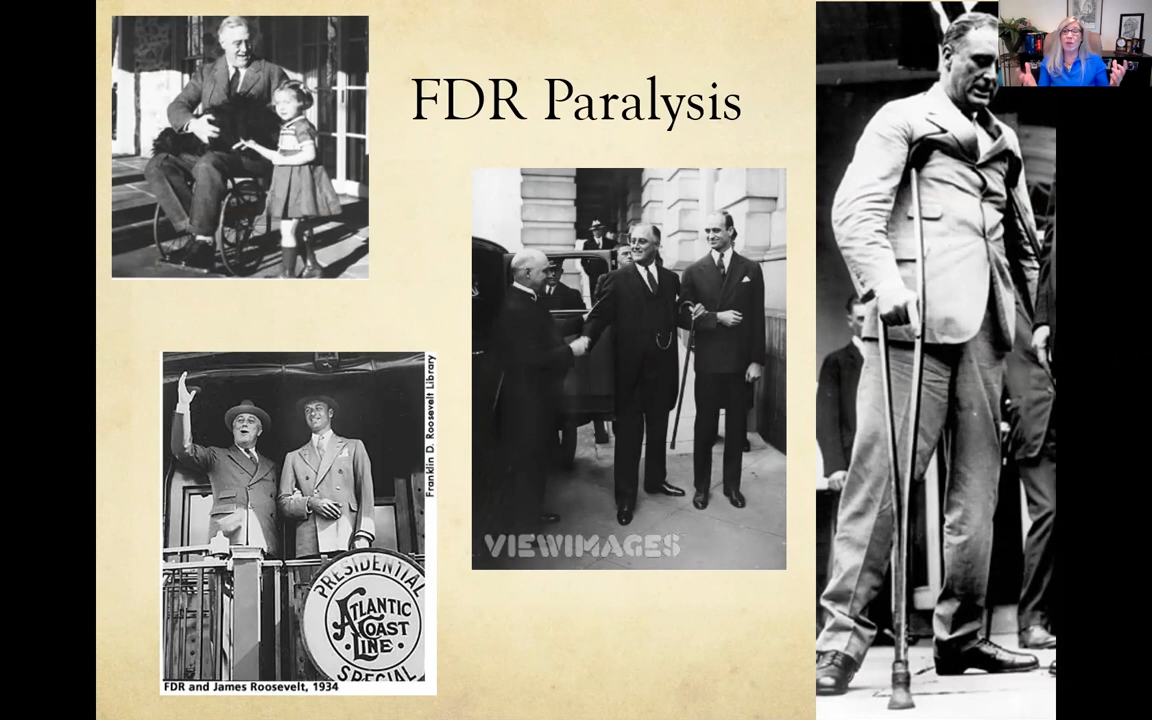 FDR Paralysis
VIEWIMAGES
Franklin D. Roosevelt Library
PRESIDENTIAL
ATLANTIC
COAST
LINE
SPECIAL
FDR and James Roosevelt, 1934